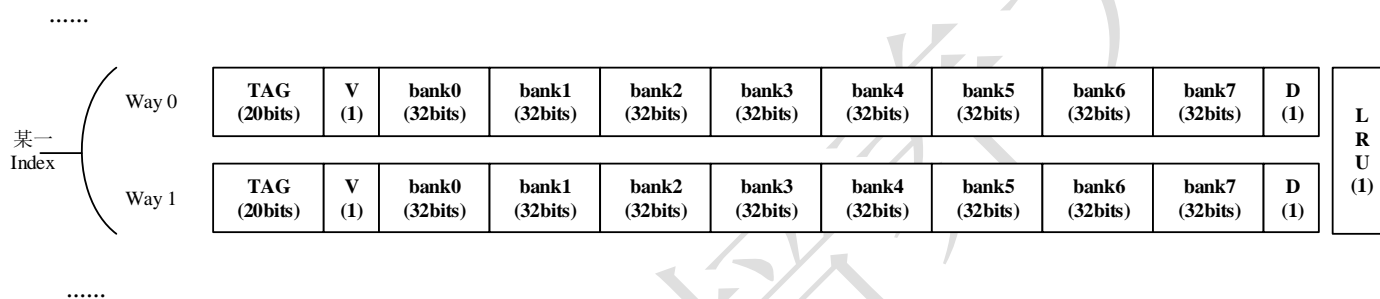 ......
某一
Index
Way 0
TAG
(20bits)
V
(1)
bank0
(32bits)
bank1
(32bits)
bank2
(32bits)
bank3
(32bits)
bank4
(32bits)
bank5
(32bits)
bank6
(32bits)
bank7
(32bits)
D
(1)
Way 1
TAG
(20bits)
V
(1)
bank0
(32bits)
bank1
(32bits)
bank2
(32bits)
bank3
(32bits)
bank4
(32bits)
bank5
(32bits)
bank6
(32bits)
bank7
(32bits)
D
(1)
L
R
U
(1)
......